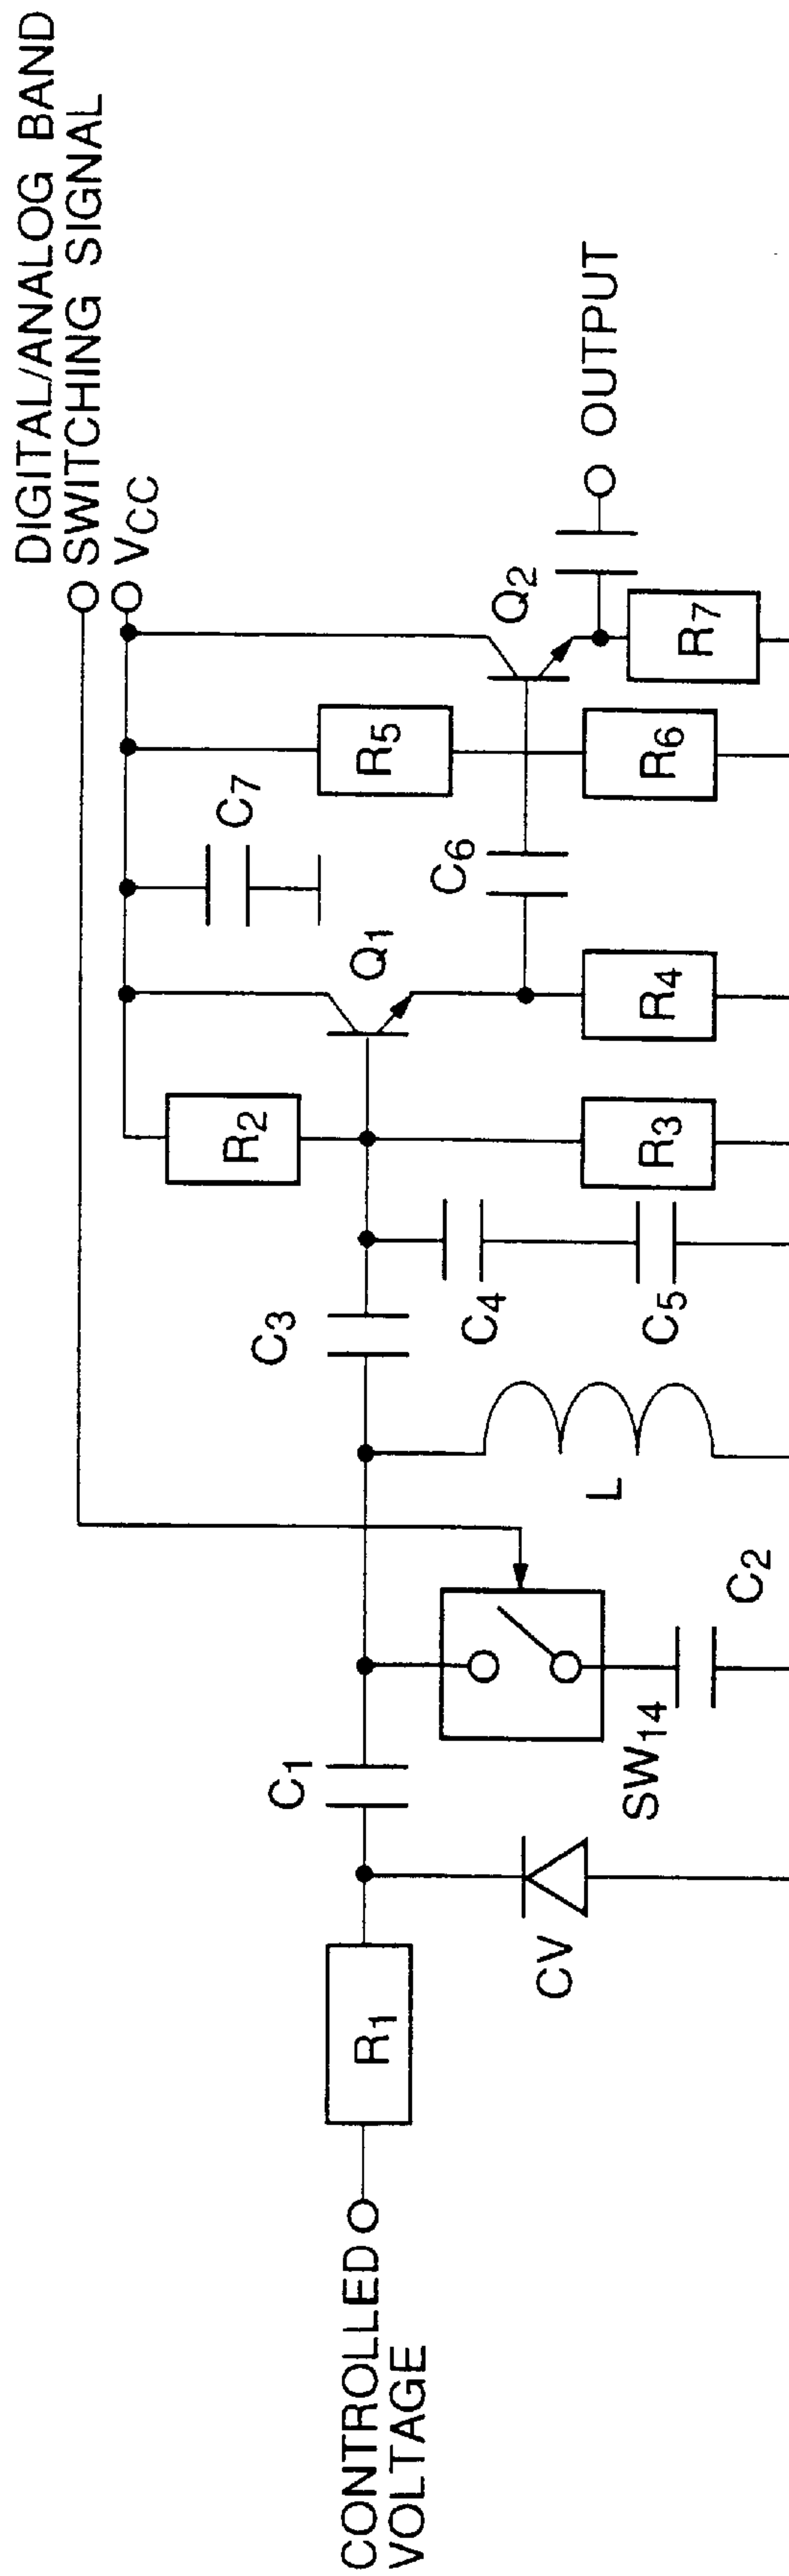 DIGITAL/ANALOG BAND
SWITCHING SIGNAL
VCC
R2
C7
R5
Q1
Q2
C6
OUTPUT
C3
C1
R1
CONTROLLED
VOLTAGE
CV
SW14
C2
L
C4
C5
R3
R4
R6
R7